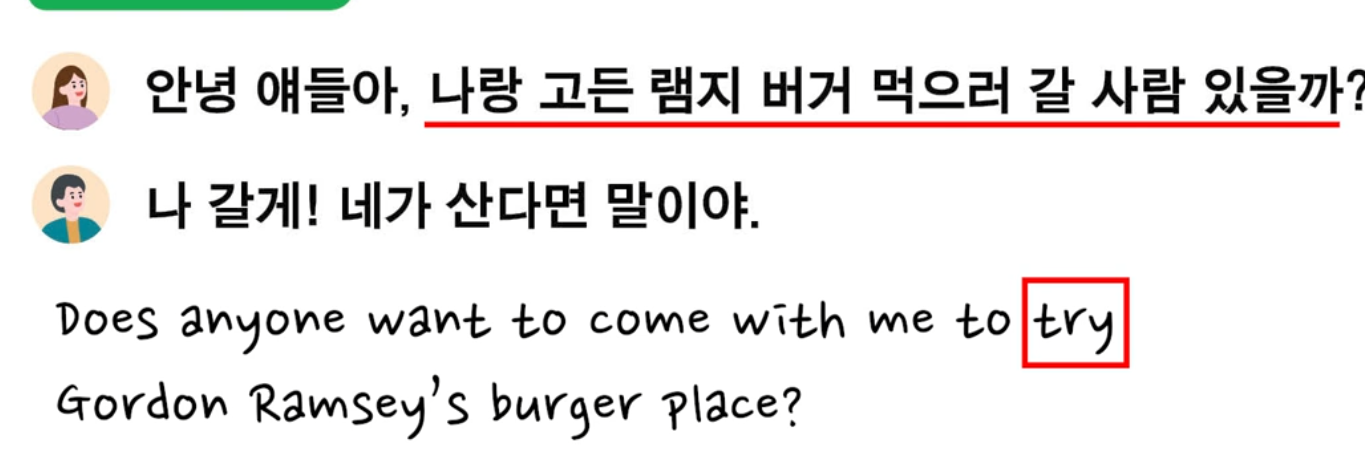 안녕 얘들아, 나랑 고든 램지 버거 먹으러 갈 사람 있을까?
나 갈게! 네가 산다면 말이야.
Does anyone want to come with me to try
Gordon Ramsey's burger place?